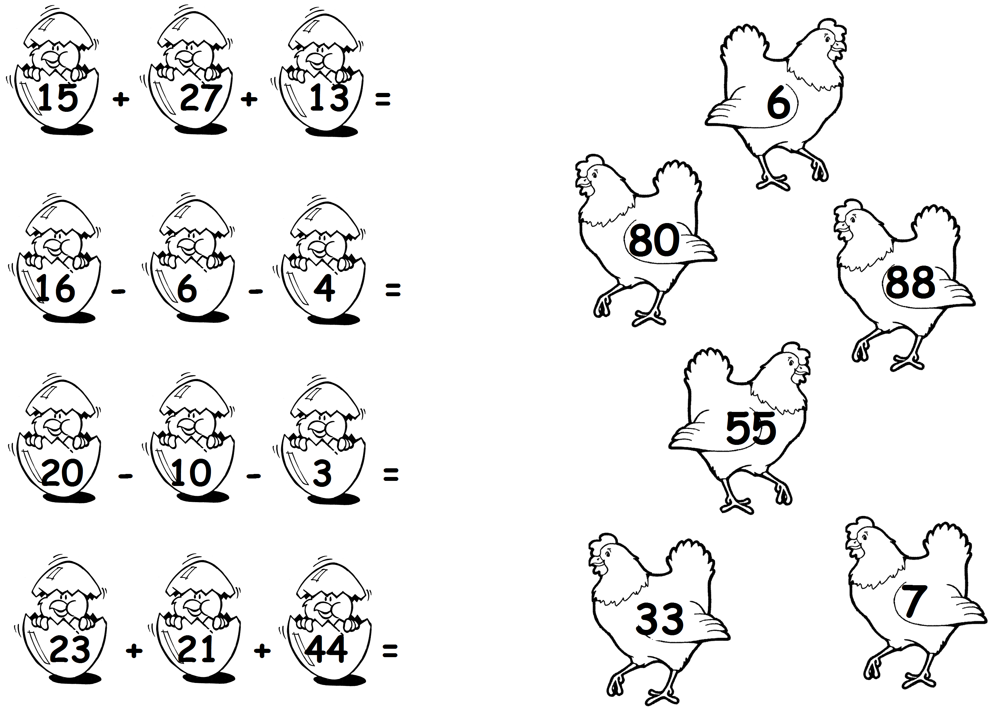 15 + 27 + 13 =
6
80
16 - 6 - 4 =
88
55
20 - 10 - 3 =
33
7
23 + 21 + 44 =